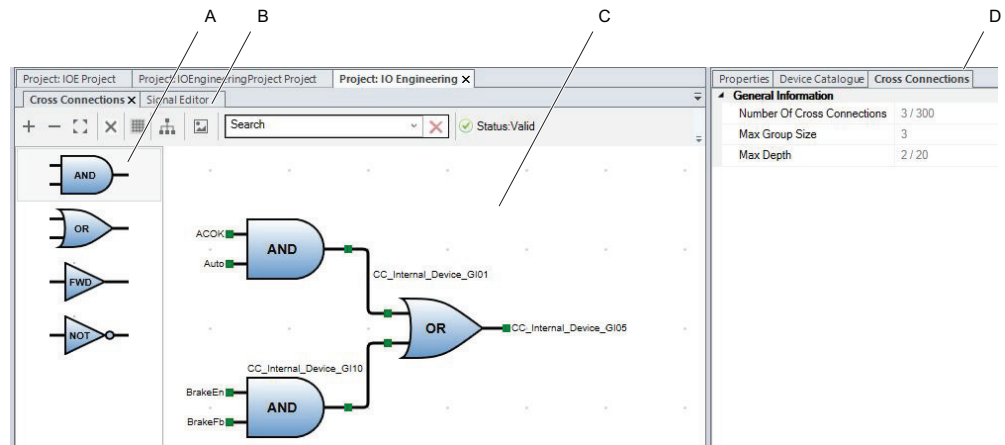 A B C D
Project: IOE Project Project: IOEngineeringProject Project Project: IO Engineering X
Properties Device Catalogue Cross Connections
Cross Connections X Signal Editor
General Information
Search Status:Valid
Number Of Cross Connections 3 / 300
Max Group Size 3
Max Depth 2 / 20
AND
OR
FWD
NOT
ACOK
Auto
AND
CC_Internal_Device_GI01
OR
CC_Internal_Device_GI05
CC_Internal_Device_GI10
BrakeEn
BrakeFb
AND